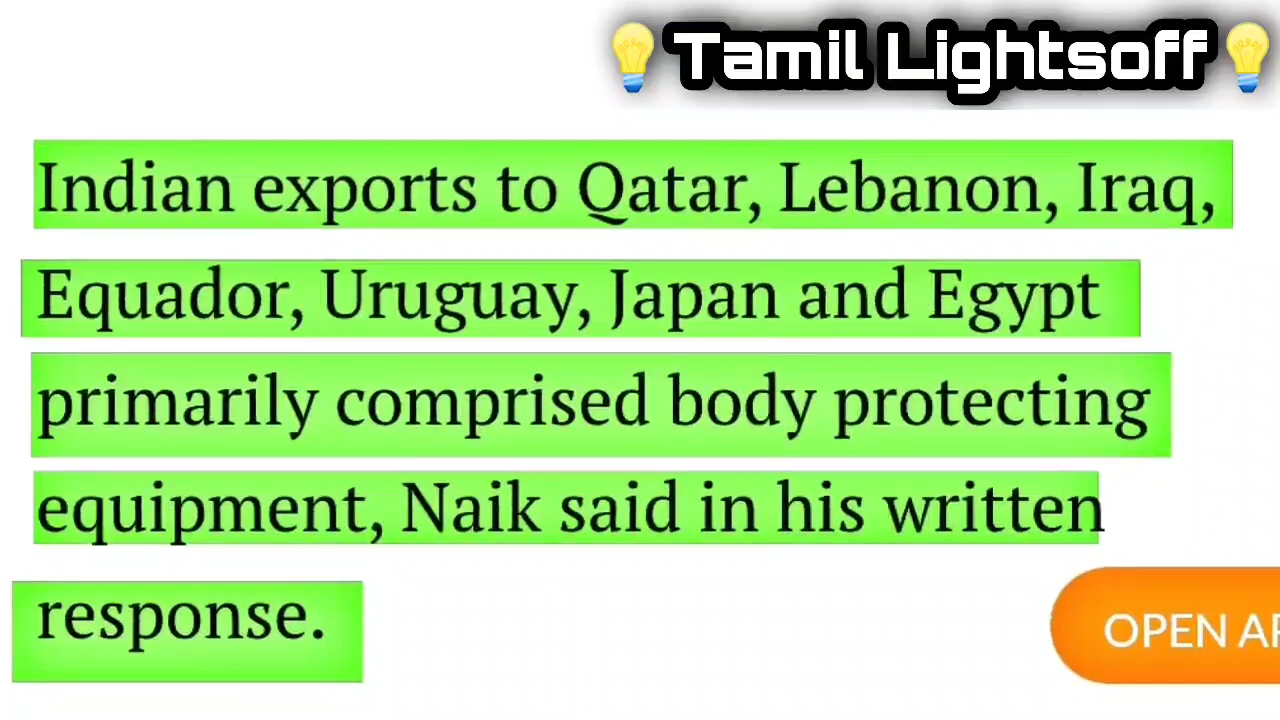 Tamil Lightsoff
Indian exports to Qatar, Lebanon, Iraq,
Equador, Uruguay, Japan and Egypt
primarily comprised body protecting
equipment, Naik said in his written
response.
OPEN